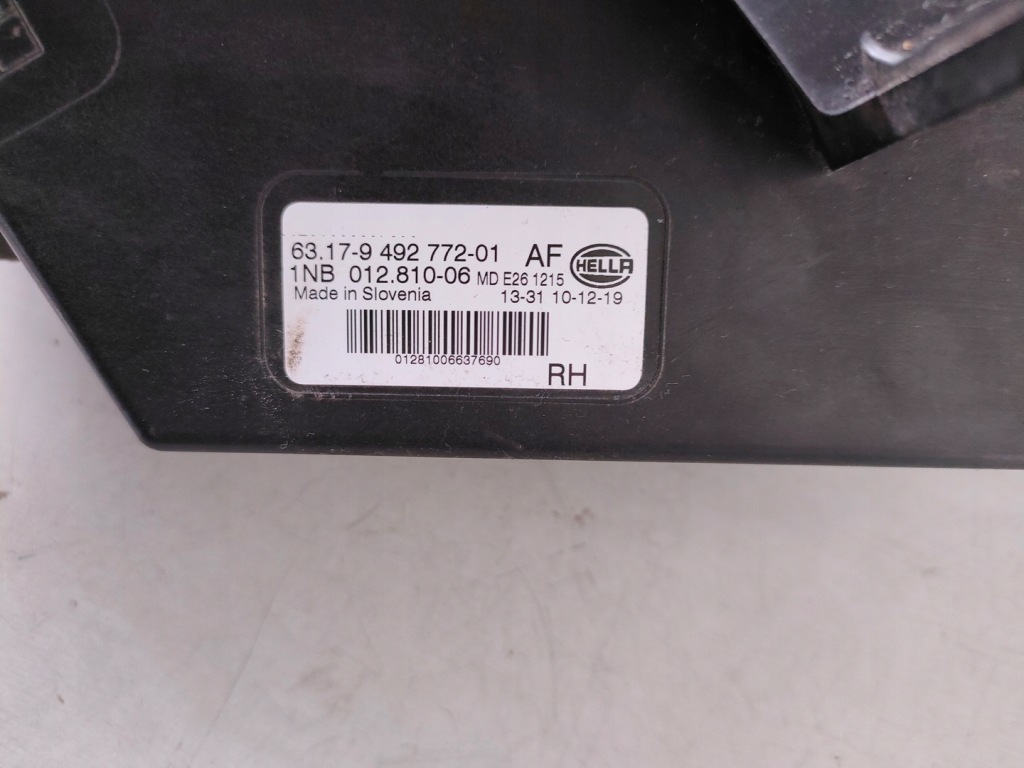 63.17-9 492 772-01 AF HELLA
1NB 012.810-06 MD E26 1215
Made in Slovenia 13-31 10-12-19
01281006637690
RH